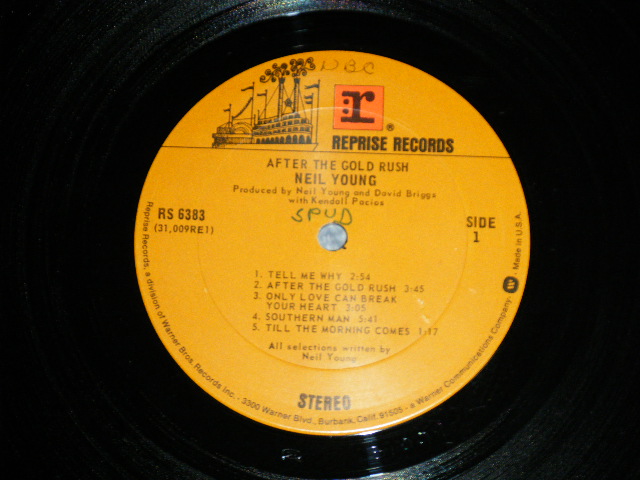 NBC
r
®
REPRISE RECORDS
AFTER THE GOLD RUSH
NEIL YOUNG
Produced by Neil Young and David Briggs
with Kendall Pacios
SPUD
RS 6383
(31,009RE1)
SIDE
1
1. TELL ME WHY 2:54
2. AFTER THE GOLD RUSH 3:45
3. ONLY LOVE CAN BREAK
YOUR HEART 3:05
4. SOUTHERN MAN 5:41
5. TILL THE MORNING COMES 1:17
All selections written by
Neil Young
STEREO
Reprise Records, a division of Warner Bros. Records Inc. · 3300 Warner Blvd., Burbank, Calif. 91505 · a Warner Communications Company · Made in U.S.A.